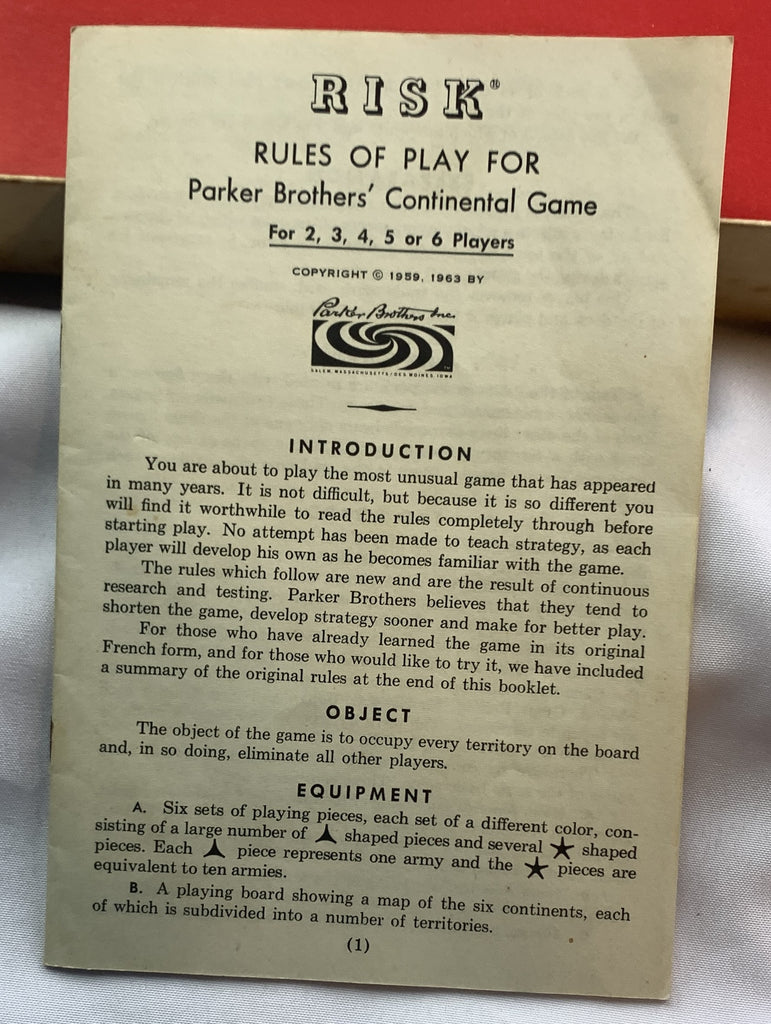 RISK®
RULES OF PLAY FOR
Parker Brothers' Continental Game
For 2, 3, 4, 5 or 6 Players
COPYRIGHT © 1959, 1963 BY
Parker Brothers Inc.
SALEM, MASSACHUSETTS / DES MOINES, IOWA
INTRODUCTION
You are about to play the most unusual game that has appeared
in many years. It is not difficult, but because it is so different you
will find it worthwhile to read the rules completely through before
starting play. No attempt has been made to teach strategy, as each
player will develop his own as he becomes familiar with the game.
The rules which follow are new and are the result of continuous
research and testing. Parker Brothers believes that they tend to
shorten the game, develop strategy sooner and make for better play.
For those who have already learned the game in its original
French form, and for those who would like to try it, we have included
a summary of the original rules at the end of this booklet.
OBJECT
The object of the game is to occupy every territory on the board
and, in so doing, eliminate all other players.
EQUIPMENT
A. Six sets of playing pieces, each set of a different color, con-
sisting of a large number of shaped pieces and several ★ shaped
pieces. Each piece represents one army and the ★ pieces are
equivalent to ten armies.
B. A playing board showing a map of the six continents, each
of which is subdivided into a number of territories.
(1)